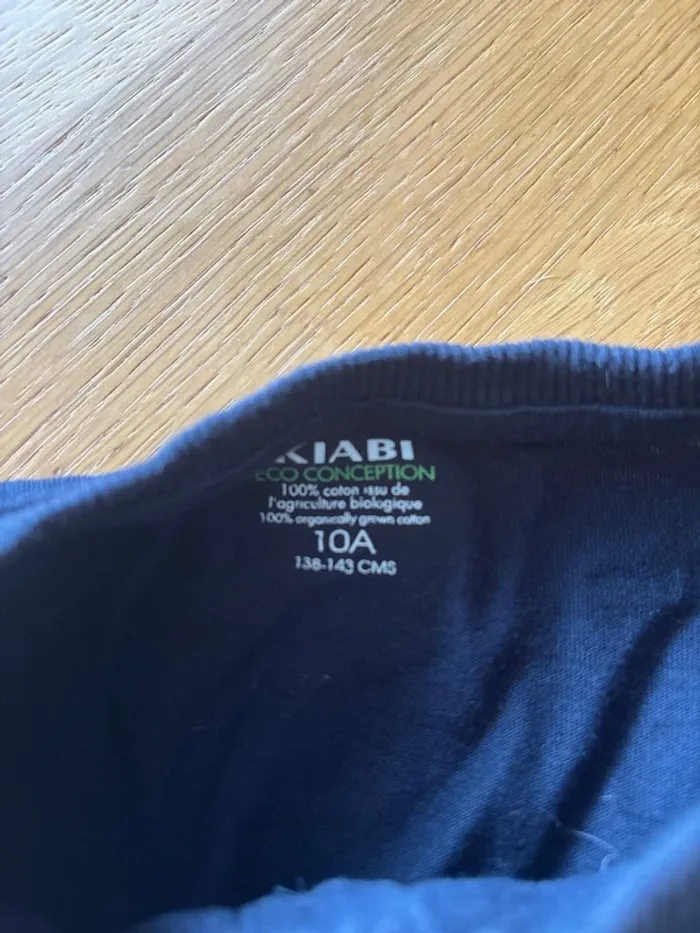 KIABI
ECO CONCEPTION
100% coton issu de
l'agriculture biologique
100% organically grown cotton
10A
138-143 CMS